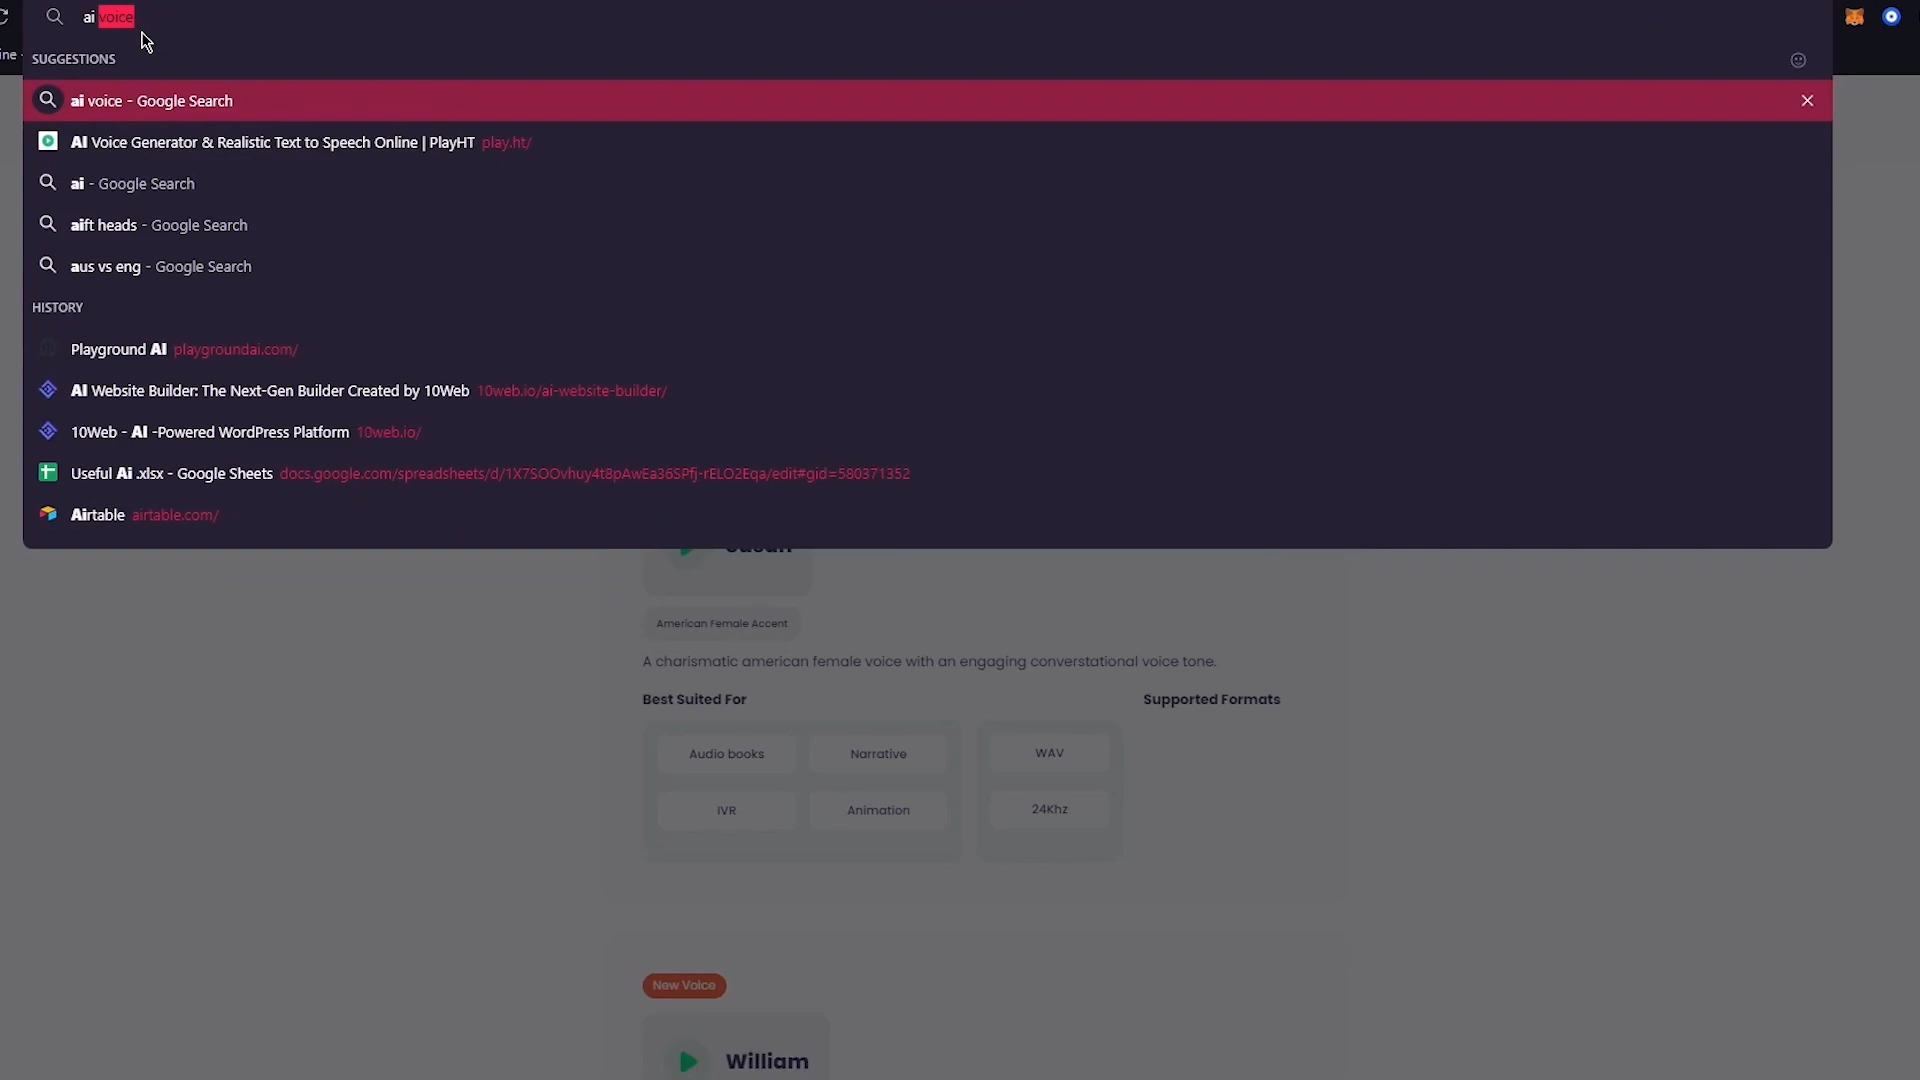 ai voice
ine
SUGGESTIONS
ai voice - Google Search
AI Voice Generator & Realistic Text to Speech Online | PlayHT play.ht/
ai - Google Search
aift heads - Google Search
aus vs eng - Google Search
HISTORY
Playground AI playgroundai.com/
AI Website Builder: The Next-Gen Builder Created by 10Web 10web.io/ai-website-builder/
10Web - AI -Powered WordPress Platform 10web.io/
Useful Ai .xlsx - Google Sheets docs.google.com/spreadsheets/d/1X7SOOvhuy4t8pAwEa36SPfj-rELO2Eqa/edit#gid=580371352
Airtable airtable.com/
American Female Accent
A charismatic american female voice with an engaging converstational voice tone.
Best Suited For Supported Formats
Audio books Narrative WAV
IVR Animation 24Khz
New Voice
William